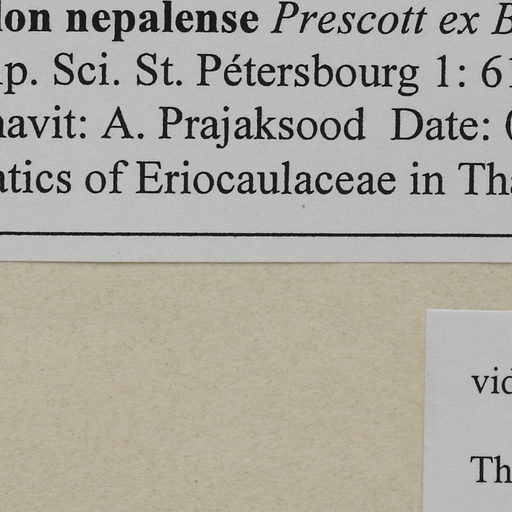 lon nepalense Prescott ex B
p. Sci. St. Pétersbourg 1: 61
navit: A. Prajaksood Date: 0
atics of Eriocaulaceae in Tha
vid
Th